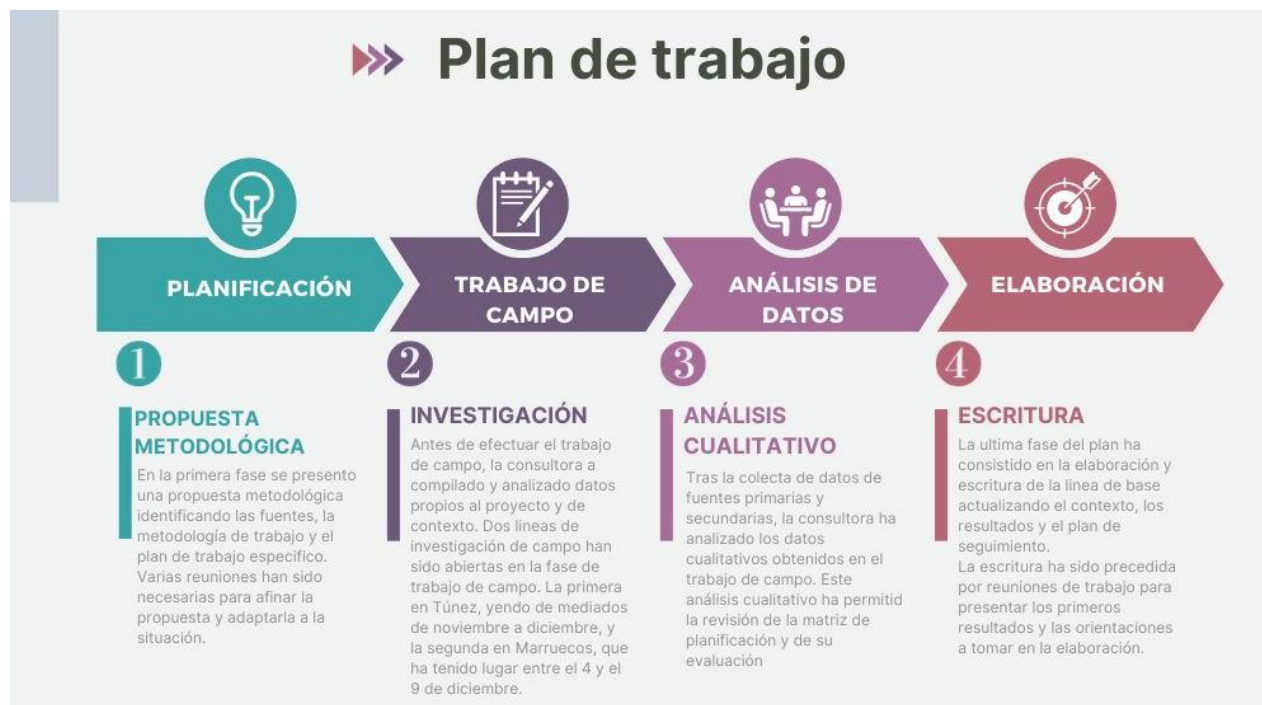 Plan de trabajo
PLANIFICACIÓN
TRABAJO DE
CAMPO
ANÁLISIS DE
DATOS
ELABORACIÓN
1
PROPUESTA
METODOLÓGICA
En la primera fase se presento
una propuesta metodológica
identificando las fuentes, la
metodología de trabajo y el
plan de trabajo especifico.
Varias reuniones han sido
necesarias para afinar la
propuesta y adaptarla a la
situación.
2
INVESTIGACIÓN
Antes de efectuar el trabajo
de campo, la consultora a
compilado y analizado datos
propios al proyecto y de
contexto. Dos lineas de
investigación de campo han
sido abiertas en la fase de
trabajo de campo. La primera
en Túnez, yendo de mediados
de noviembre a diciembre, y
la segunda en Marruecos, que
ha tenido lugar entre el 4 y el
9 de diciembre.
3
ANÁLISIS
CUALITATIVO
Tras la colecta de datos de
fuentes primarias y
secundarias, la consultora ha
analizado los datos
cualitativos obtenidos en el
trabajo de campo. Este
análisis cualitativo ha permitid
la revisión de la matriz de
planificación y de su
evaluación
4
ESCRITURA
La ultima fase del plan ha
consistido en la elaboración y
escritura de la linea de base
actualizando el contexto, los
resultados y el plan de
seguimiento.
La escritura ha sido precedida
por reuniones de trabajo para
presentar los primeros
resultados y las orientaciones
a tomar en la elaboración.